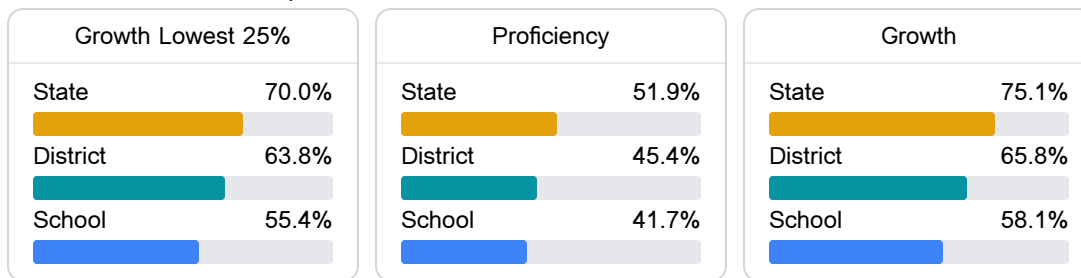 Growth Lowest 25%
State 70.0%
District 63.8%
School 55.4%
Proficiency
State 51.9%
District 45.4%
School 41.7%
Growth
State 75.1%
District 65.8%
School 58.1%